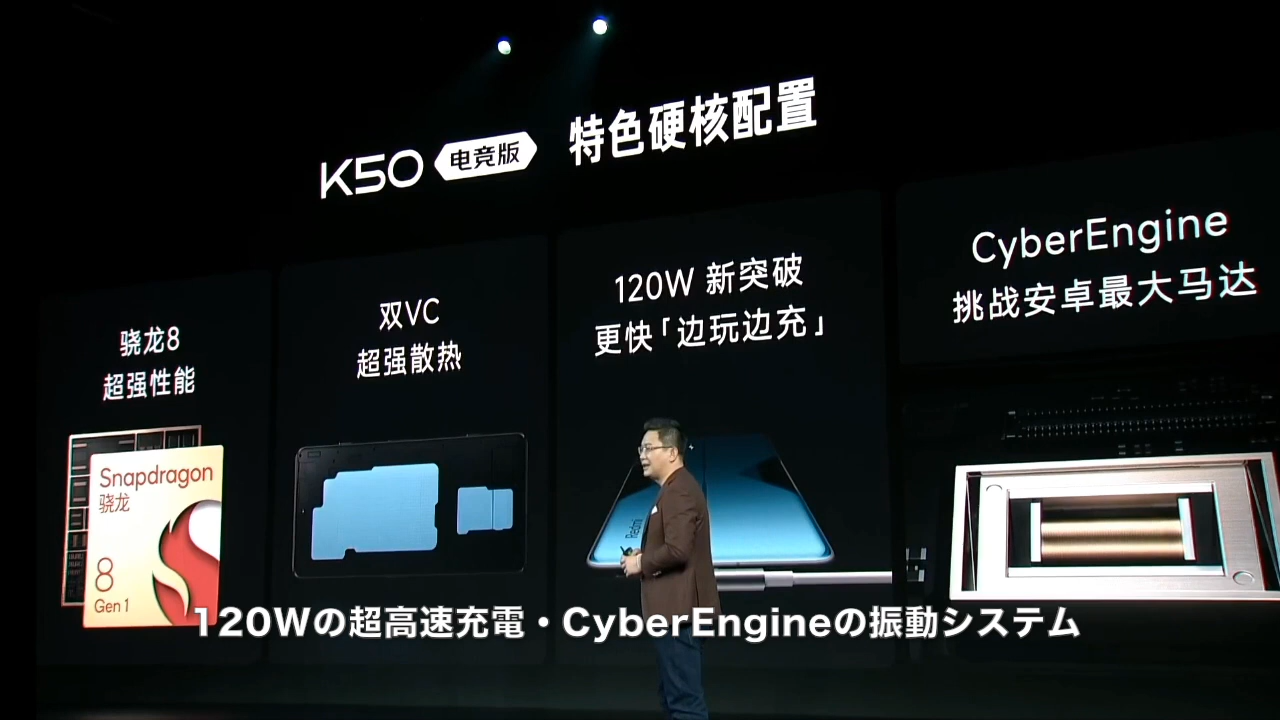 K50 电竞版 特色硬核配置
骁龙8
超强性能
双VC
超强散热
120W 新突破
更快「边玩边充」
CyberEngine
挑战安卓最大马达
Snapdragon
骁龙
8
Gen 1
Redmi
120Wの超高速充電・CyberEngineの振動システム